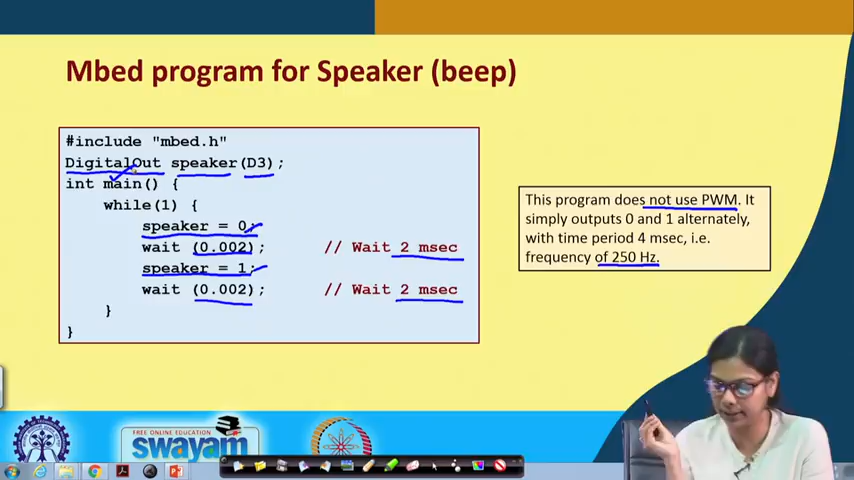 Mbed program for Speaker (beep)
#include "mbed.h"
DigitalOut speaker(D3);
int main() {
while(1) {
speaker = 0;
wait (0.002); // Wait 2 msec
speaker = 1;
wait (0.002); // Wait 2 msec
}
}
This program does not use PWM. It
simply outputs 0 and 1 alternately,
with time period 4 msec, i.e.
frequency of 250 Hz.
FREE ONLINE EDUCATION
swayam